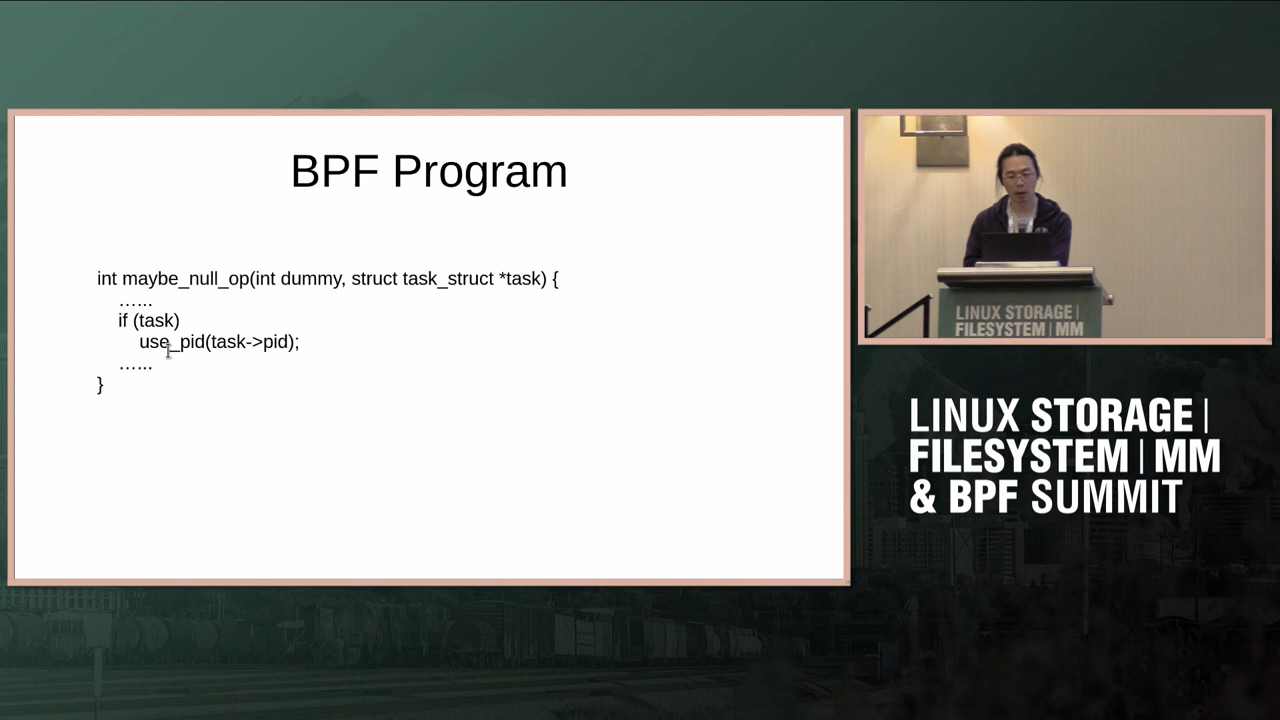 BPF Program
int maybe_null_op(int dummy, struct task_struct *task) {
…...
if (task)
use_pid(task->pid);
…...
}
LINUX STORAGE |
FILESYSTEM | MM
LINUX STORAGE |
FILESYSTEM | MM
& BPF SUMMIT